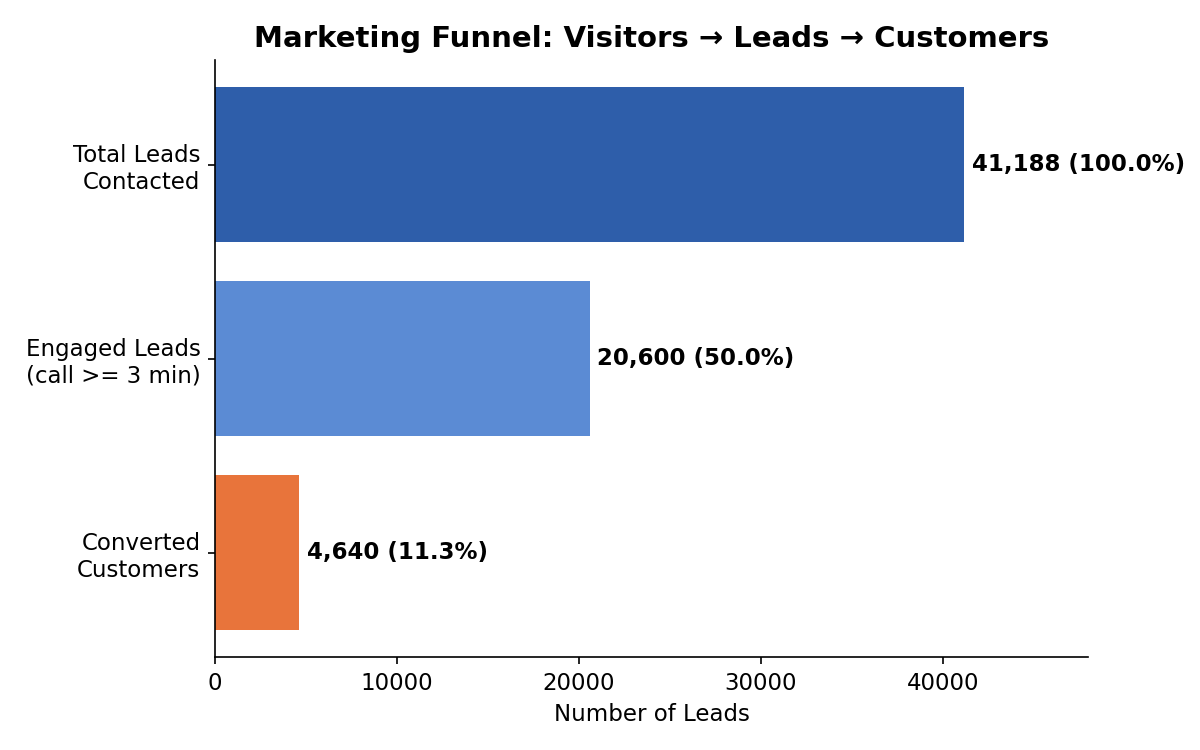 Marketing Funnel: Visitors → Leads → Customers
Total Leads
Contacted
41,188 (100.0%)
Engaged Leads
(call >= 3 min)
20,600 (50.0%)
Converted
Customers
4,640 (11.3%)
0 10000 20000 30000 40000
Number of Leads